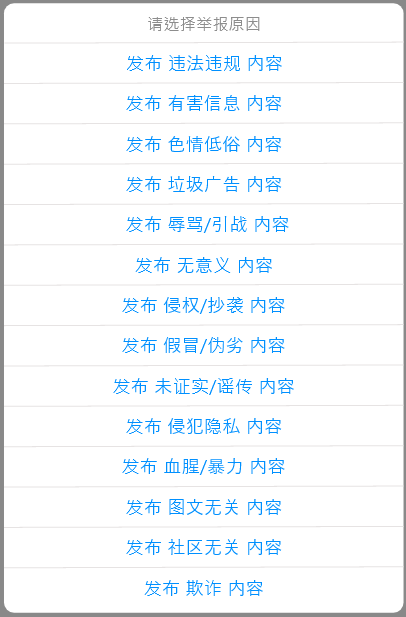 请选择举报原因
发布 违法违规 内容
发布 有害信息 内容
发布 色情低俗 内容
发布 垃圾广告 内容
发布 辱骂/引战 内容
发布 无意义 内容
发布 侵权/抄袭 内容
发布 假冒/伪劣 内容
发布 未证实/谣传 内容
发布 侵犯隐私 内容
发布 血腥/暴力 内容
发布 图文无关 内容
发布 社区无关 内容
发布 欺诈 内容